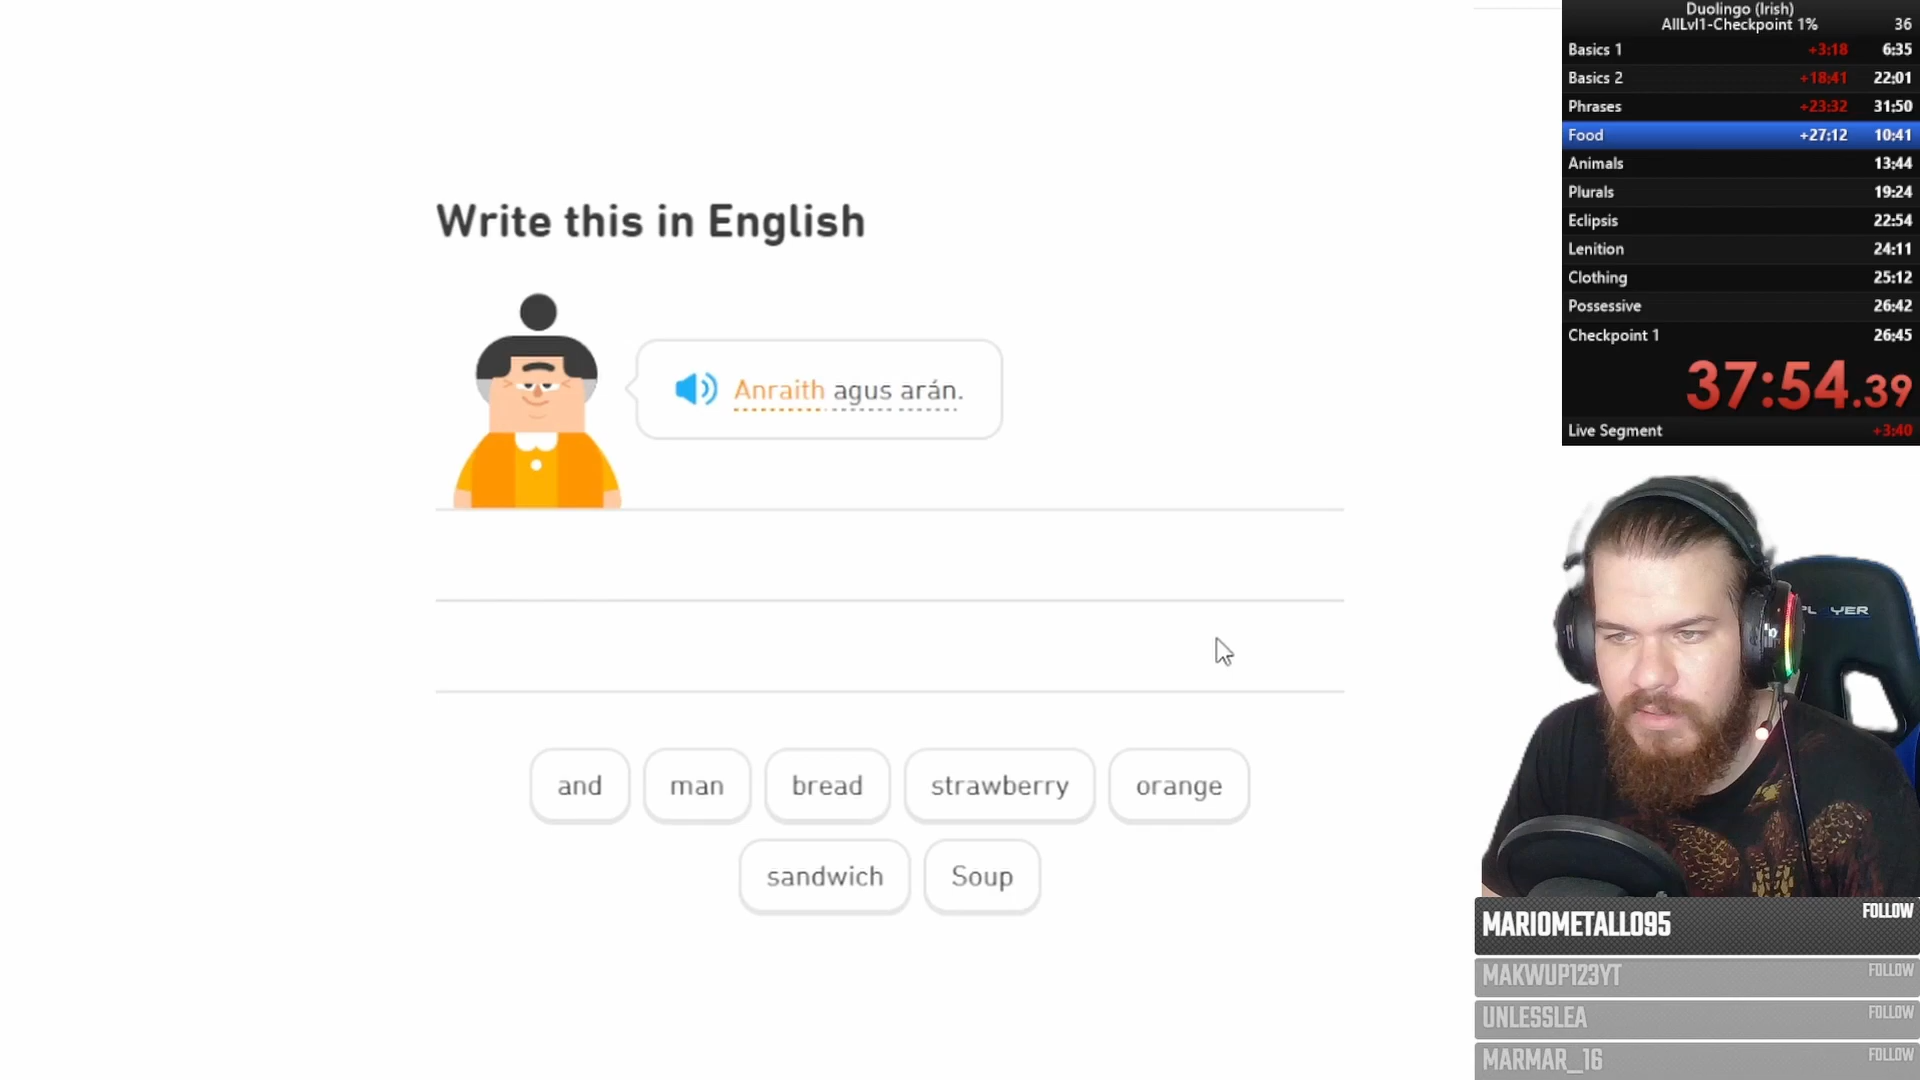 Write this in English
Anraith agus arán.
and man bread strawberry orange
sandwich Soup
Duolingo (Irish)
AllLvl1-Checkpoint 1% 36
Basics 1 +3:18 6:35
Basics 2 +18:41 22:01
Phrases +23:32 31:50
Food +27:12 10:41
Animals 13:44
Plurals 19:24
Eclipsis 22:54
Lenition 24:11
Clothing 25:12
Possessive 26:42
Checkpoint 1 26:45
37:54.39
Live Segment +3:40
PLAYER
MARIOMETALLO95 FOLLOW
MAKWUP123YT FOLLOW
UNLESSLEA FOLLOW
MARMAR_16 FOLLOW